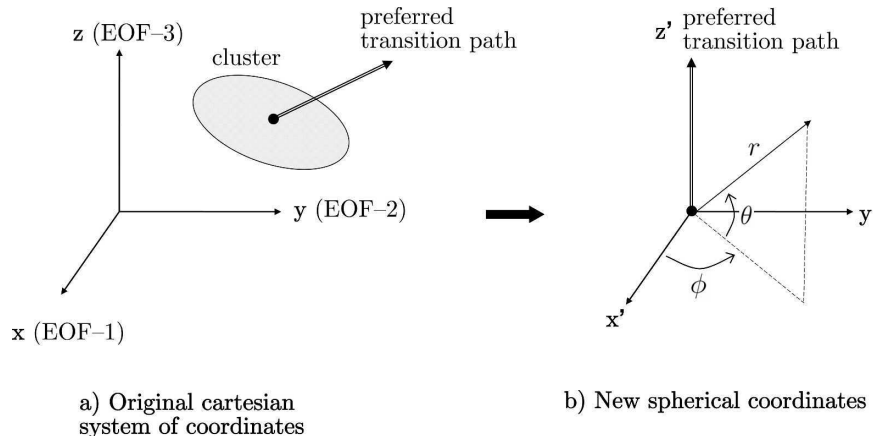 z (EOF–3)
preferred
transition path
cluster
y (EOF–2)
x (EOF–1)
a) Original cartesian
system of coordinates
z' preferred
transition path
r
θ
y
ϕ
x'
b) New spherical coordinates